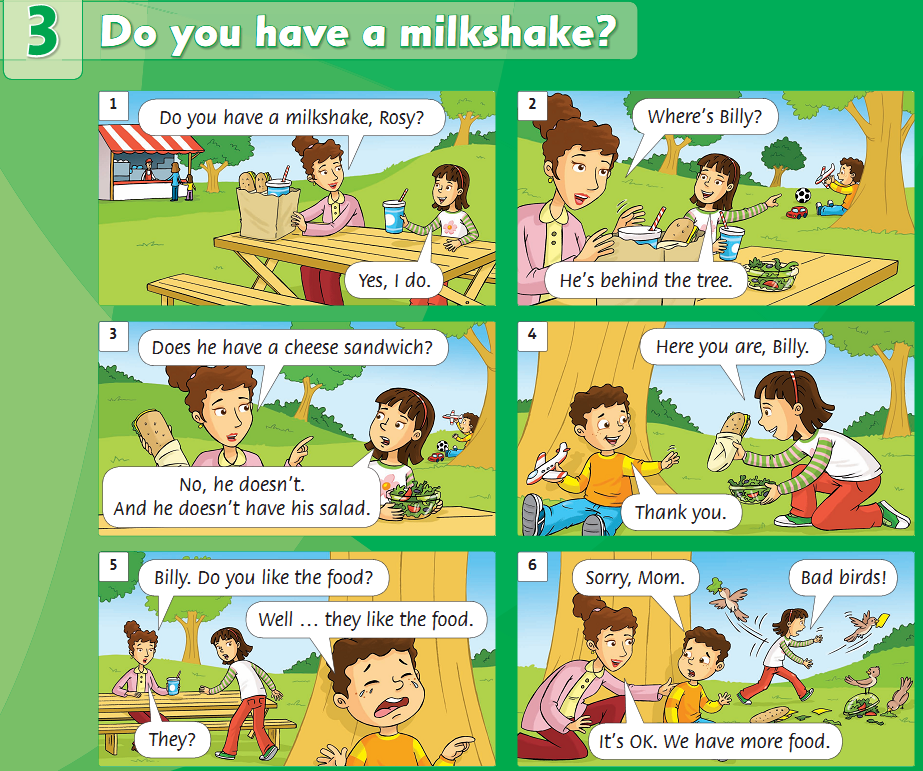 3
Do you have a milkshake?
1
Do you have a milkshake, Rosy?
Yes, I do.
2
Where's Billy?
He's behind the tree.
3
Does he have a cheese sandwich?
No, he doesn't.
And he doesn't have his salad.
4
Here you are, Billy.
Thank you.
5
Billy. Do you like the food?
Well ... they like the food.
They?
6
Sorry, Mom.
Bad birds!
It's OK. We have more food.